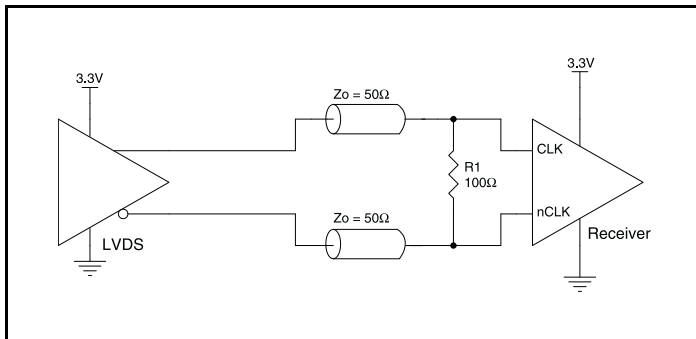 3.3V
3.3V
Zo = 50Ω
CLK
R1
100Ω
nCLK
Zo = 50Ω
LVDS
Receiver